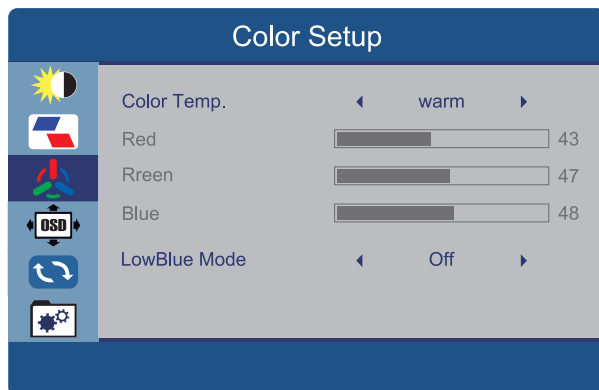 Color Setup
Color Temp. warm
Red 43
Rreen 47
Blue 48
OSD
LowBlue Mode Off